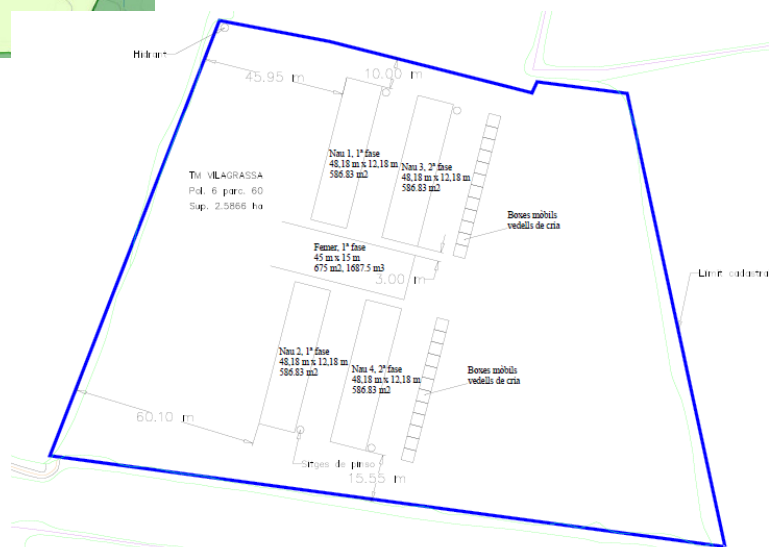 Hidrant
45.95 m
10.00 m
Nau 1, 1ª fase
48,18 m x 12,18 m
586.83 m2
Nau 3, 2ª fase
48,18 m x 12,18 m
586.83 m2
TM VILAGRASSA
Pol. 6 parc. 60
Sup. 2.5866 ha
Boxes mòbils
vedells de cria
Femer, 1ª fase
45 m x 15 m
675 m2, 1687.5 m3
3.00 m
Límit cadastra
Nau 2, 1ª fase
48,18 m x 12,18 m
586.83 m2
Nau 4, 2ª fase
48,18 m x 12,18 m
586.83 m2
Boxes mòbils
vedells de cria
60.10 m
Sitges de pinso
15.55 m